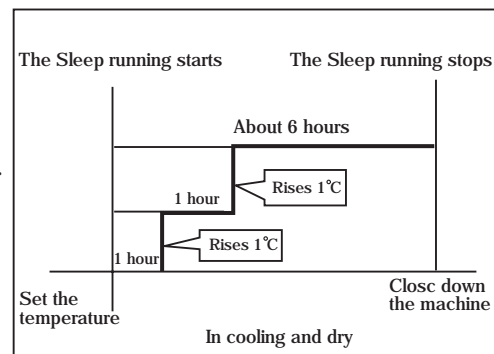 The Sleep running starts
The Sleep running stops
About 6 hours
1 hour
Rises 1℃
1 hour
Rises 1℃
Set the
temperature
Closc down
the machine
In cooling and dry